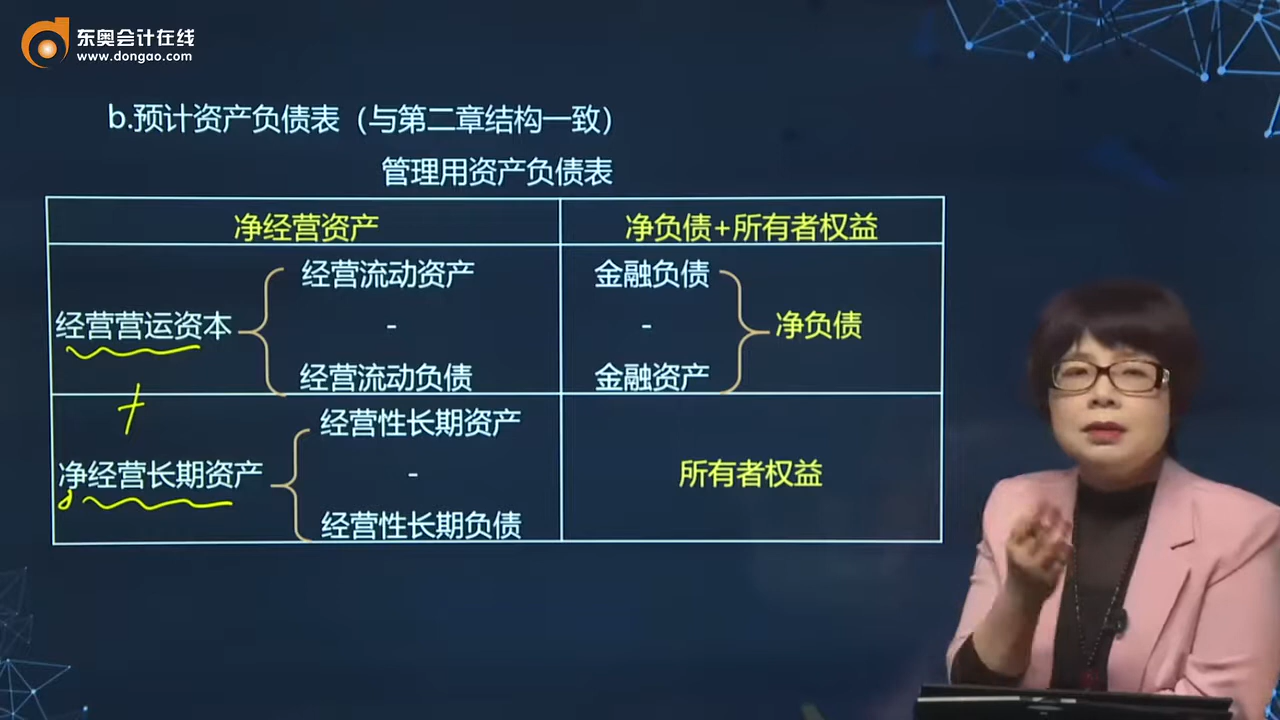 东奥会计在线
www.dongao.com
b.预计资产负债表（与第二章结构一致）
管理用资产负债表
净经营资产
净负债+所有者权益
经营营运资本
经营流动资产
-
经营流动负债
金融负债
-
金融资产
净负债
+
净经营长期资产
经营性长期资产
-
经营性长期负债
所有者权益